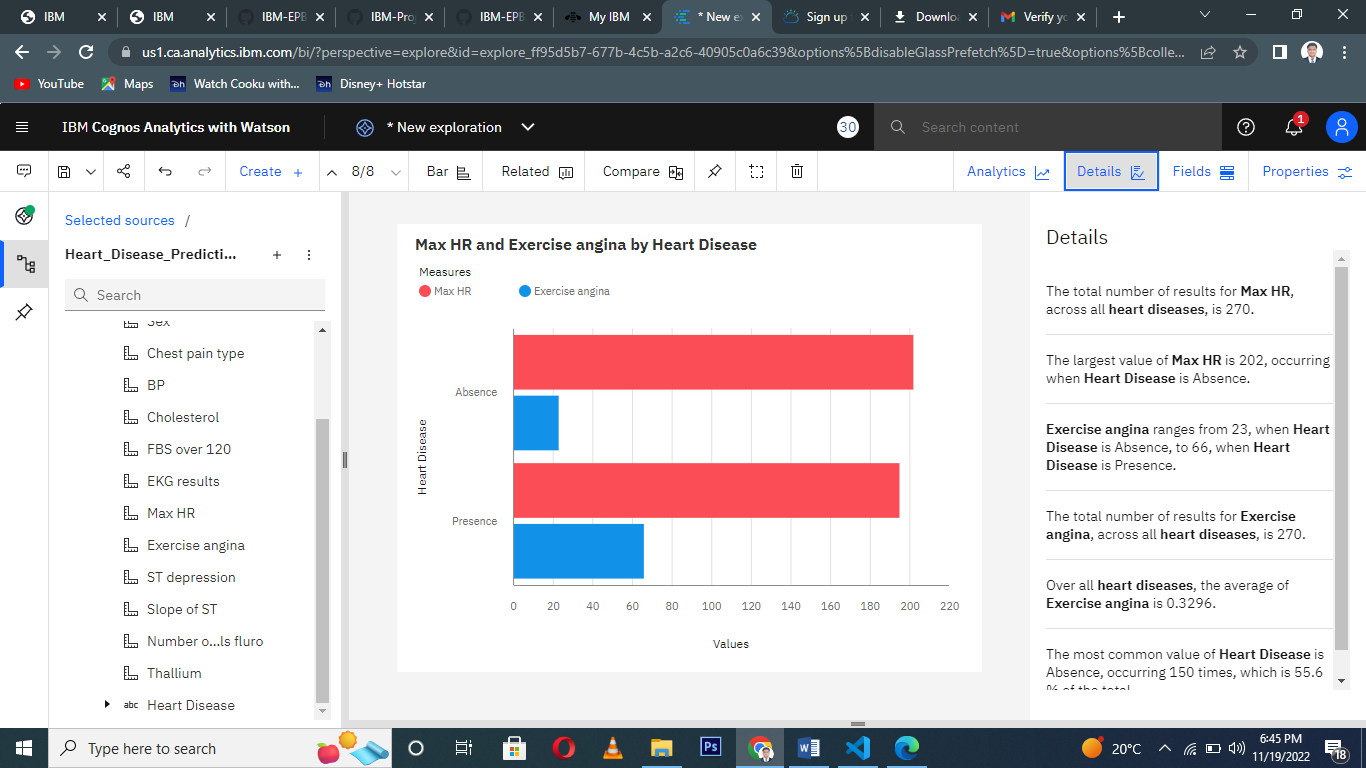 IBM
IBM
IBM-EPB
IBM-Pro
IBM-EPB
My IBM
* New e
Sign up
Downlo
Verify yo
us1.ca.analytics.ibm.com/bi/?perspective=explore&id=explore_ff95d5b7-677b-4c5b-a2c6-40905c0a6c39&options%5BdisableGlassPrefetch%5D=true&options%5Bcolle...
YouTube
Maps
Watch Cooku with...
Disney+ Hotstar
IBM Cognos Analytics with Watson
* New exploration
30
Search content
1
Create +
8/8
Bar
Related
Compare
Analytics
Details
Fields
Properties
Selected sources /
Heart_Disease_Predicti...
Search
Sex
Chest pain type
BP
Cholesterol
FBS over 120
EKG results
Max HR
Exercise angina
ST depression
Slope of ST
Number o...ls fluro
Thallium
abc Heart Disease
Max HR and Exercise angina by Heart Disease
Measures
Max HR
Exercise angina
Heart Disease
Absence
Presence
0 20 40 60 80 100 120 140 160 180 200 220
Values
Details
The total number of results for Max HR,
across all heart diseases, is 270.
The largest value of Max HR is 202, occurring
when Heart Disease is Absence.
Exercise angina ranges from 23, when Heart
Disease is Absence, to 66, when Heart
Disease is Presence.
The total number of results for Exercise
angina, across all heart diseases, is 270.
Over all heart diseases, the average of
Exercise angina is 0.3296.
The most common value of Heart Disease is
Absence, occurring 150 times, which is 55.6
% of the total.
Type here to search
Ps
20°C
6:45 PM
11/19/2022
18